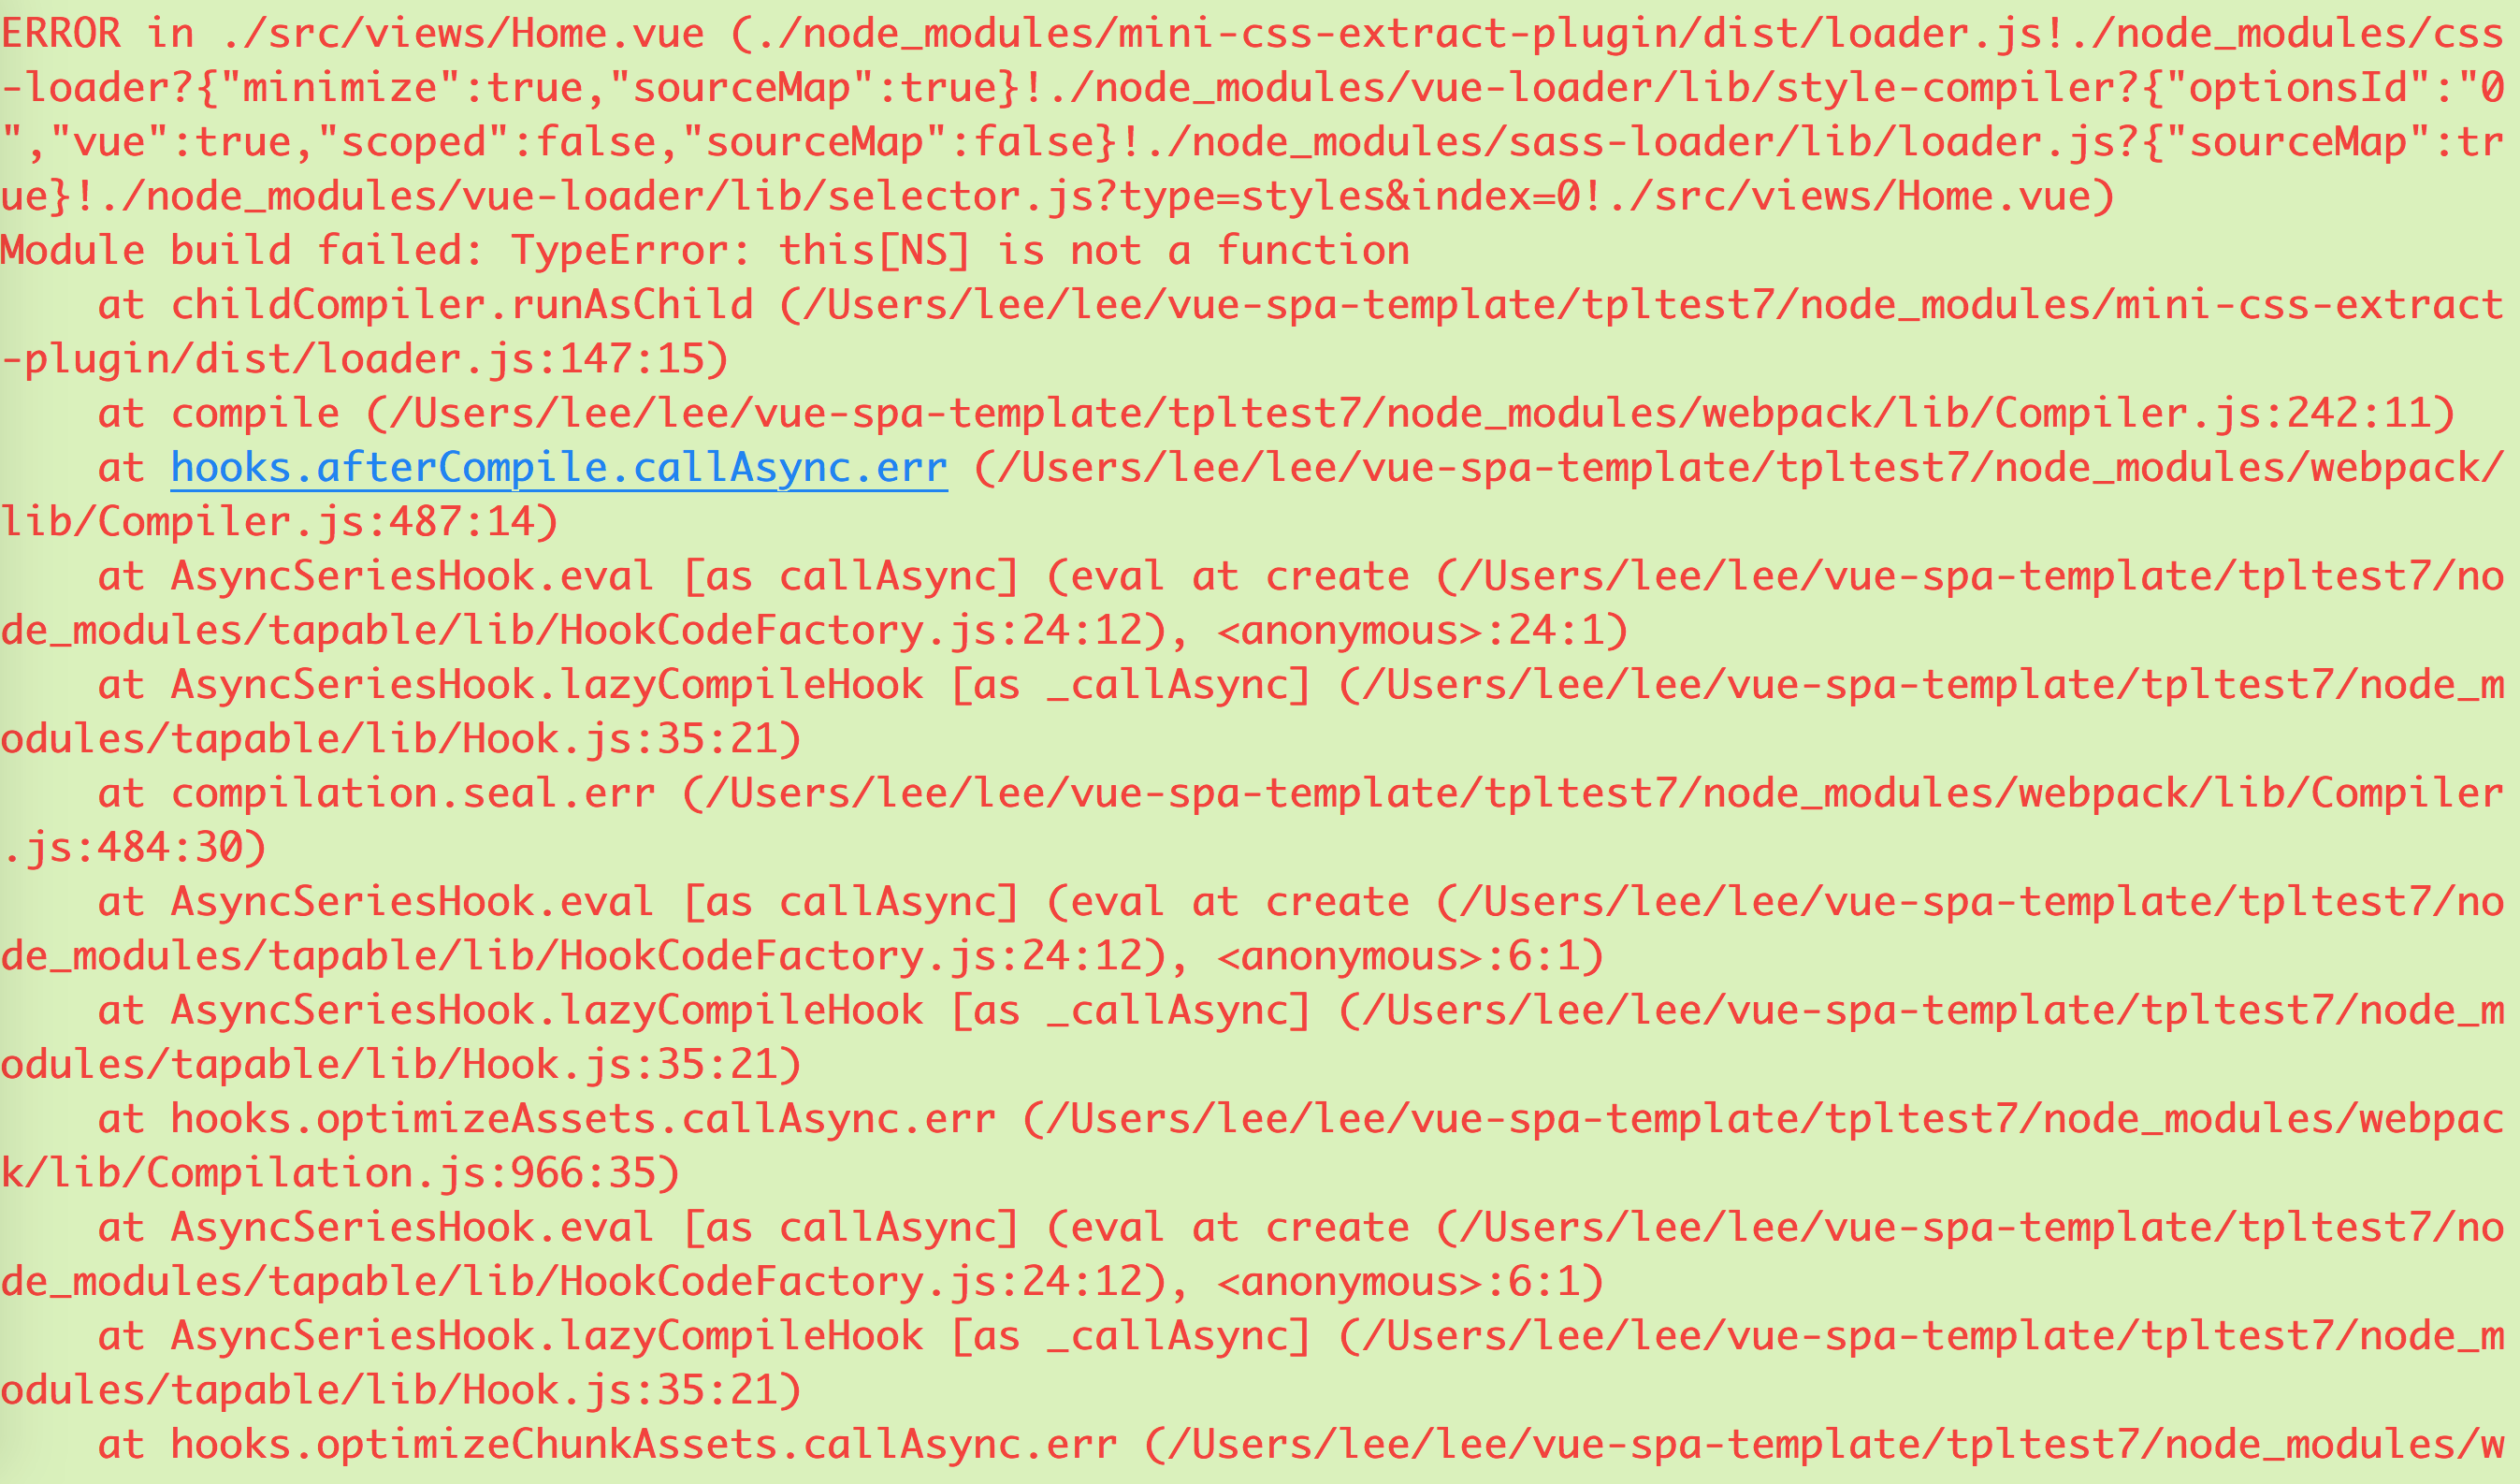 ERROR in ./src/views/Home.vue (./node_modules/mini-css-extract-plugin/dist/loader.js!./node_modules/css
-loader?{"minimize":true,"sourceMap":true}!./node_modules/vue-loader/lib/style-compiler?{"optionsId":"0
","vue":true,"scoped":false,"sourceMap":false}!./node_modules/sass-loader/lib/loader.js?{"sourceMap":tr
ue}!./node_modules/vue-loader/lib/selector.js?type=styles&index=0!./src/views/Home.vue)
Module build failed: TypeError: this[NS] is not a function
    at childCompiler.runAsChild (/Users/lee/lee/vue-spa-template/tpltest7/node_modules/mini-css-extract
-plugin/dist/loader.js:147:15)
    at compile (/Users/lee/lee/vue-spa-template/tpltest7/node_modules/webpack/lib/Compiler.js:242:11)
    at hooks.afterCompile.callAsync.err (/Users/lee/lee/vue-spa-template/tpltest7/node_modules/webpack/
lib/Compiler.js:487:14)
    at AsyncSeriesHook.eval [as callAsync] (eval at create (/Users/lee/lee/vue-spa-template/tpltest7/no
de_modules/tapable/lib/HookCodeFactory.js:24:12), <anonymous>:24:1)
    at AsyncSeriesHook.lazyCompileHook [as _callAsync] (/Users/lee/lee/vue-spa-template/tpltest7/node_m
odules/tapable/lib/Hook.js:35:21)
    at compilation.seal.err (/Users/lee/lee/vue-spa-template/tpltest7/node_modules/webpack/lib/Compiler
.js:484:30)
    at AsyncSeriesHook.eval [as callAsync] (eval at create (/Users/lee/lee/vue-spa-template/tpltest7/no
de_modules/tapable/lib/HookCodeFactory.js:24:12), <anonymous>:6:1)
    at AsyncSeriesHook.lazyCompileHook [as _callAsync] (/Users/lee/lee/vue-spa-template/tpltest7/node_m
odules/tapable/lib/Hook.js:35:21)
    at hooks.optimizeAssets.callAsync.err (/Users/lee/lee/vue-spa-template/tpltest7/node_modules/webpac
k/lib/Compilation.js:966:35)
    at AsyncSeriesHook.eval [as callAsync] (eval at create (/Users/lee/lee/vue-spa-template/tpltest7/no
de_modules/tapable/lib/HookCodeFactory.js:24:12), <anonymous>:6:1)
    at AsyncSeriesHook.lazyCompileHook [as _callAsync] (/Users/lee/lee/vue-spa-template/tpltest7/node_m
odules/tapable/lib/Hook.js:35:21)
    at hooks.optimizeChunkAssets.callAsync.err (/Users/lee/lee/vue-spa-template/tpltest7/node_modules/w